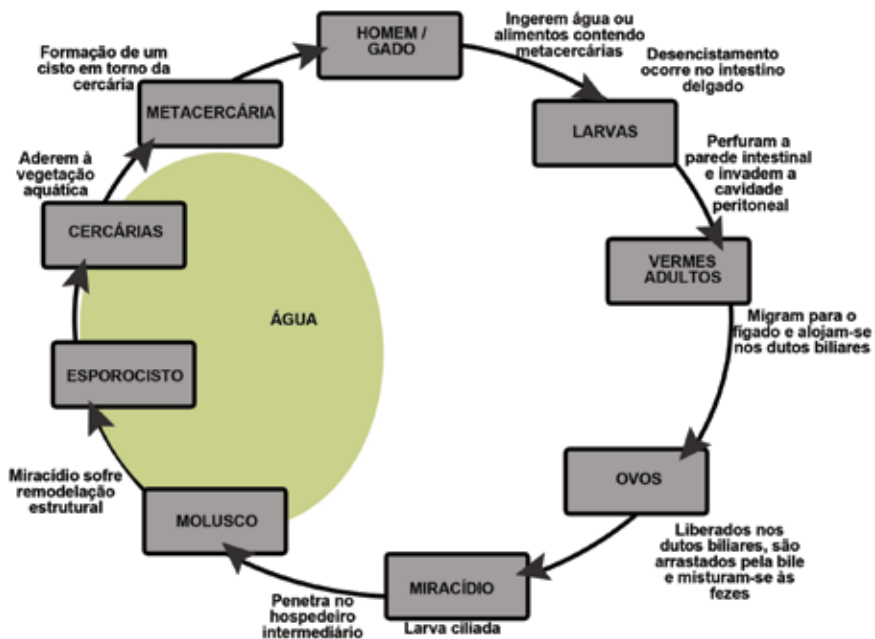 HOMEM /
GADO
Ingerem água ou
alimentos contendo
metacercárias
Desencistamento
ocorre no intestino
delgado
LARVAS
Perfuram a
parede intestinal
e invadem a
cavidade
peritoneal
VERMES
ADULTOS
Migram para o
fígado e alojam-se
nos dutos biliares
OVOS
Liberados nos
dutos biliares, são
arrastados pela bile
e misturam-se às
fezes
MIRACÍDIO
Larva ciliada
Penetra no
hospedeiro
intermediário
MOLUSCO
Miracídio sofre
remodelação
estrutural
ESPOROCISTO
CERCÁRIAS
Aderem à
vegetação
aquática
METACERCÁRIA
Formação de um
cisto em torno da
cercária
ÁGUA